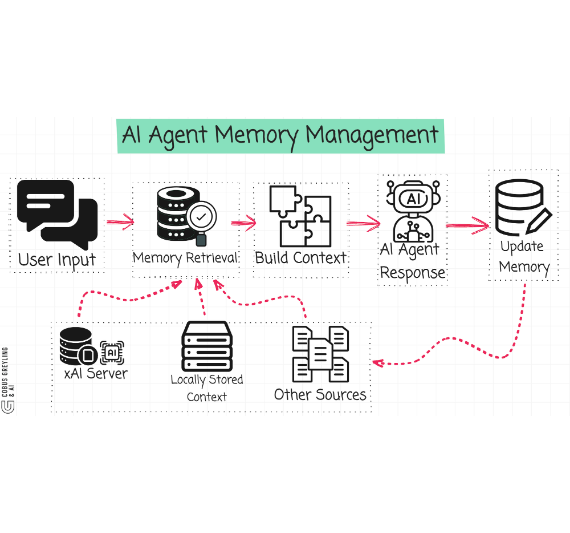 AI Agent Memory Management
User Input
Memory Retrieval
Build Context
AI
AI Agent
Response
Update
Memory
AI
xAI Server
Locally Stored
Context
Other Sources
COBUS GREYLING
& AI